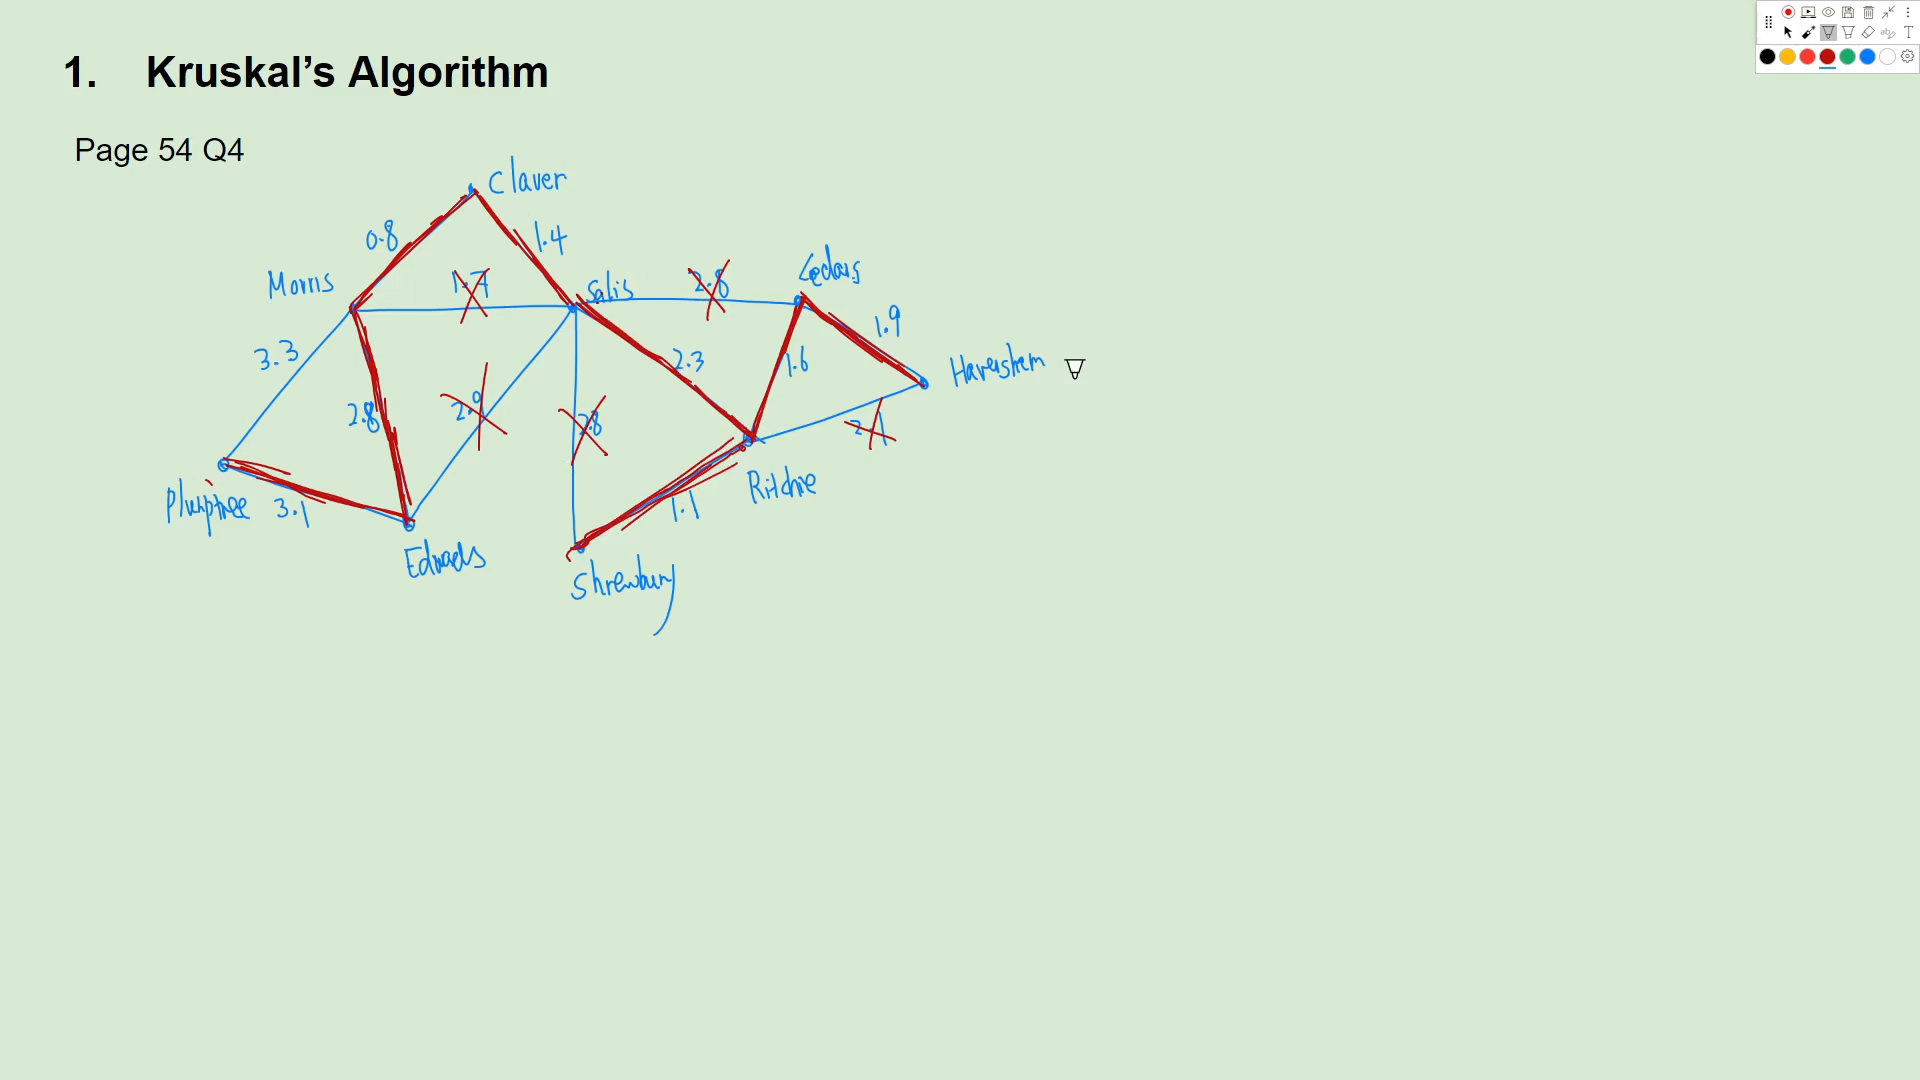 1. Kruskal’s Algorithm
Page 54 Q4
Claver
0.8
1.4
Morris
1.7
Salis
2.8
Cedars
3.3
2.3
1.6
1.9
Havershem
2.8
2.9
2.8
2.1
Plumptree
3.1
1.1
Ritchie
Edwards
Shrewbury
T